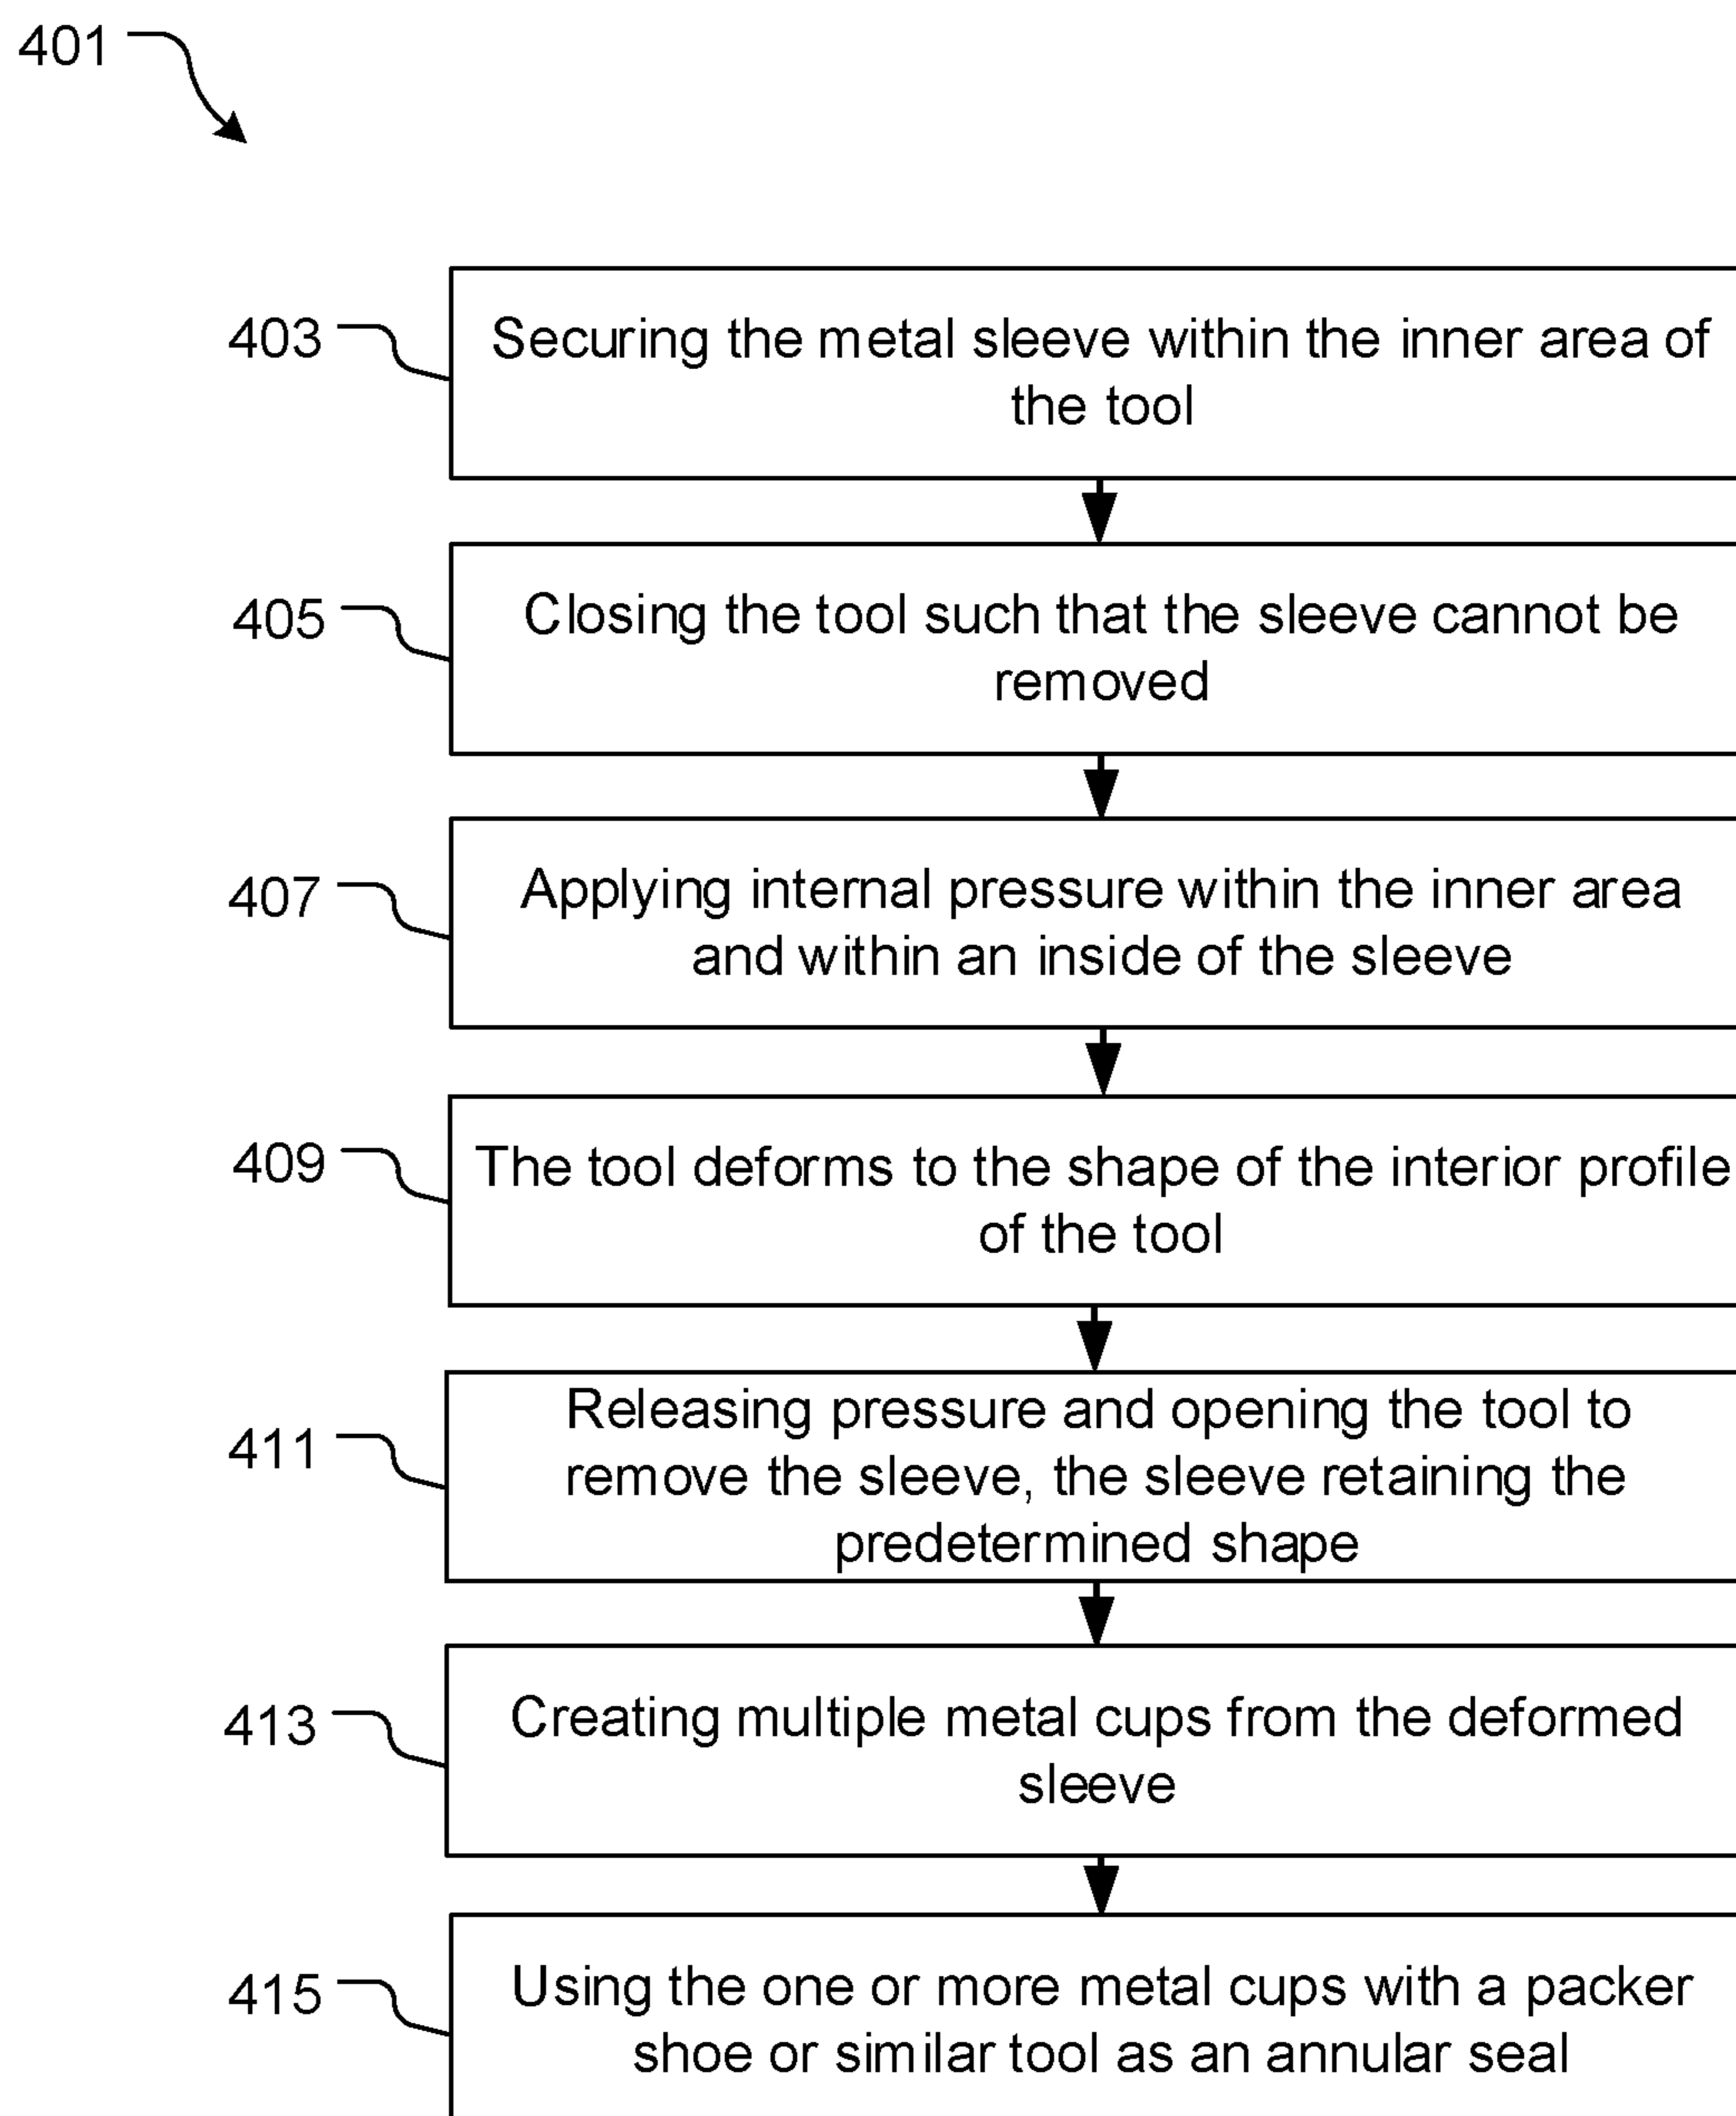 401
403
Securing the metal sleeve within the inner area of
the tool
405
Closing the tool such that the sleeve cannot be
removed
407
Applying internal pressure within the inner area
and within an inside of the sleeve
409
The tool deforms to the shape of the interior profile
of the tool
411
Releasing pressure and opening the tool to
remove the sleeve, the sleeve retaining the
predetermined shape
413
Creating multiple metal cups from the deformed
sleeve
415
Using the one or more metal cups with a packer
shoe or similar tool as an annular seal